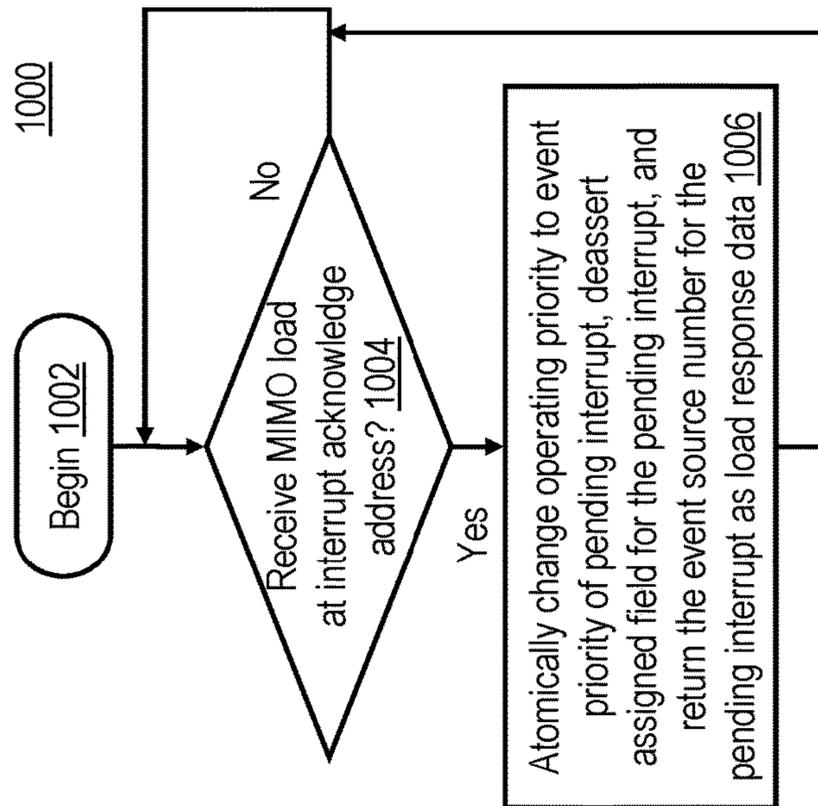 1000
Begin 1002
Receive MIMO load
at interrupt acknowledge
address? 1004
No
Yes
Atomically change operating priority to event
priority of pending interrupt, deassert
assigned field for the pending interrupt, and
return the event source number for the
pending interrupt as load response data 1006